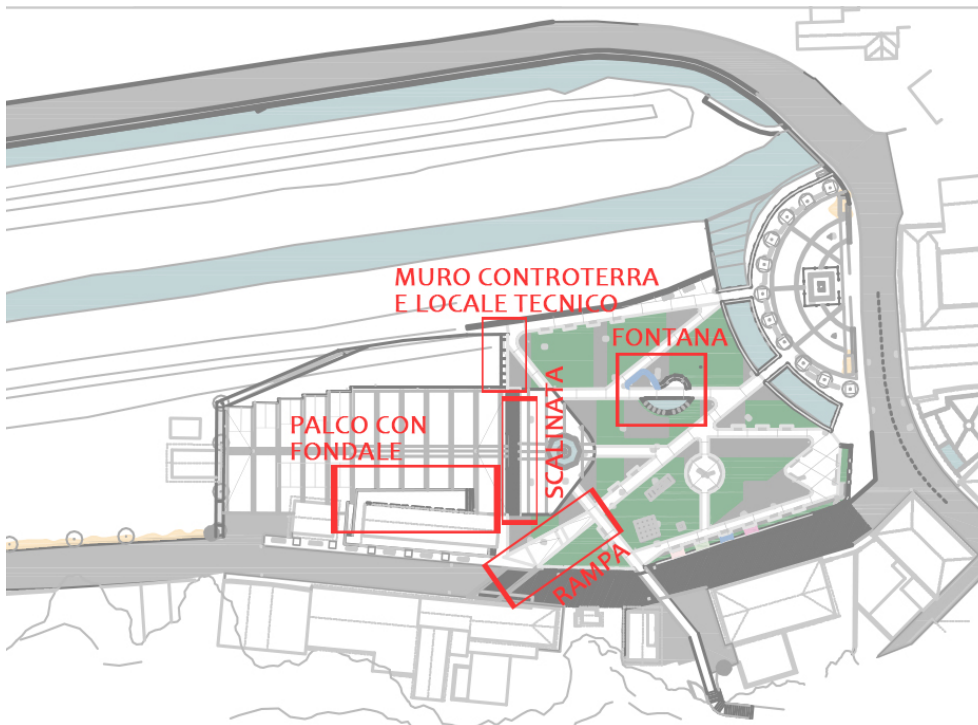 MURO CONTROTERRA
E LOCALE TECNICO
FONTANA
PALCO CON
FONDALE
SCALINATA
RAMPA